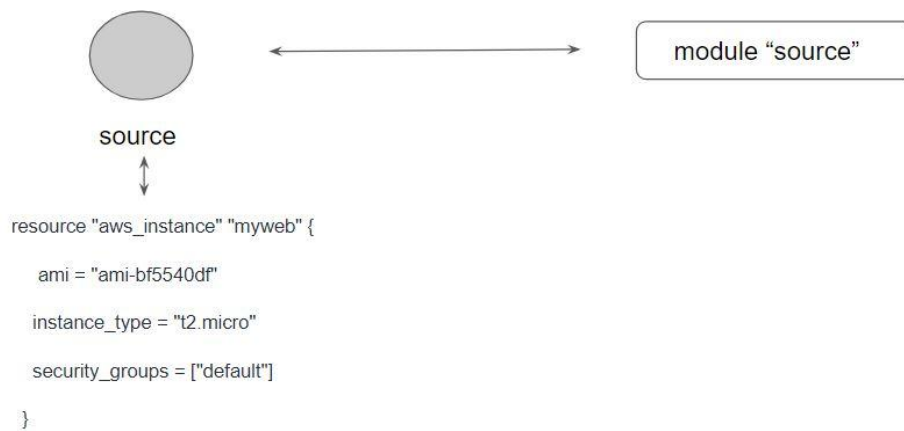 module “source”
source
resource "aws_instance" "myweb" {
ami = "ami-bf5540df"
instance_type = "t2.micro"
security_groups = ["default"]
}